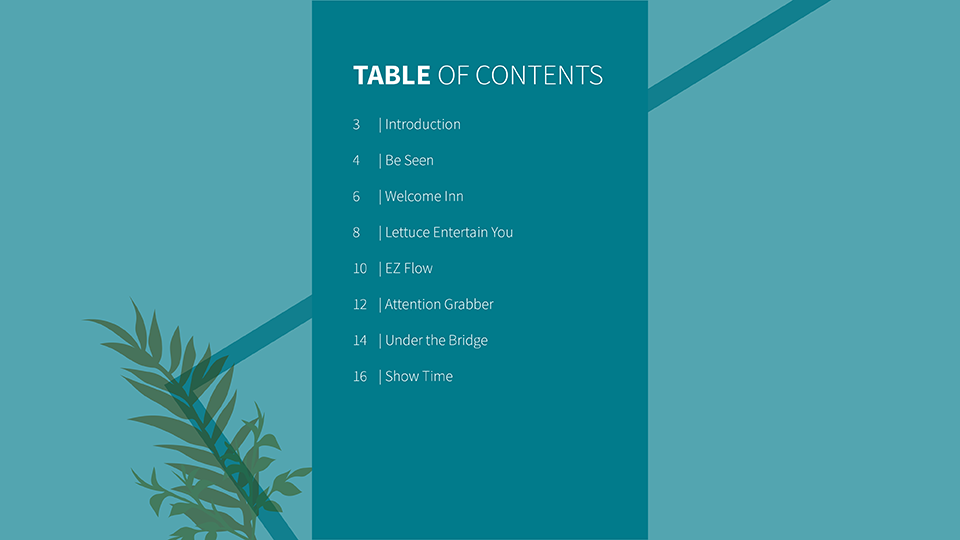 TABLE OF CONTENTS
3 | Introduction
4 | Be Seen
6 | Welcome Inn
8 | Lettuce Entertain You
10 | EZ Flow
12 | Attention Grabber
14 | Under the Bridge
16 | Show Time